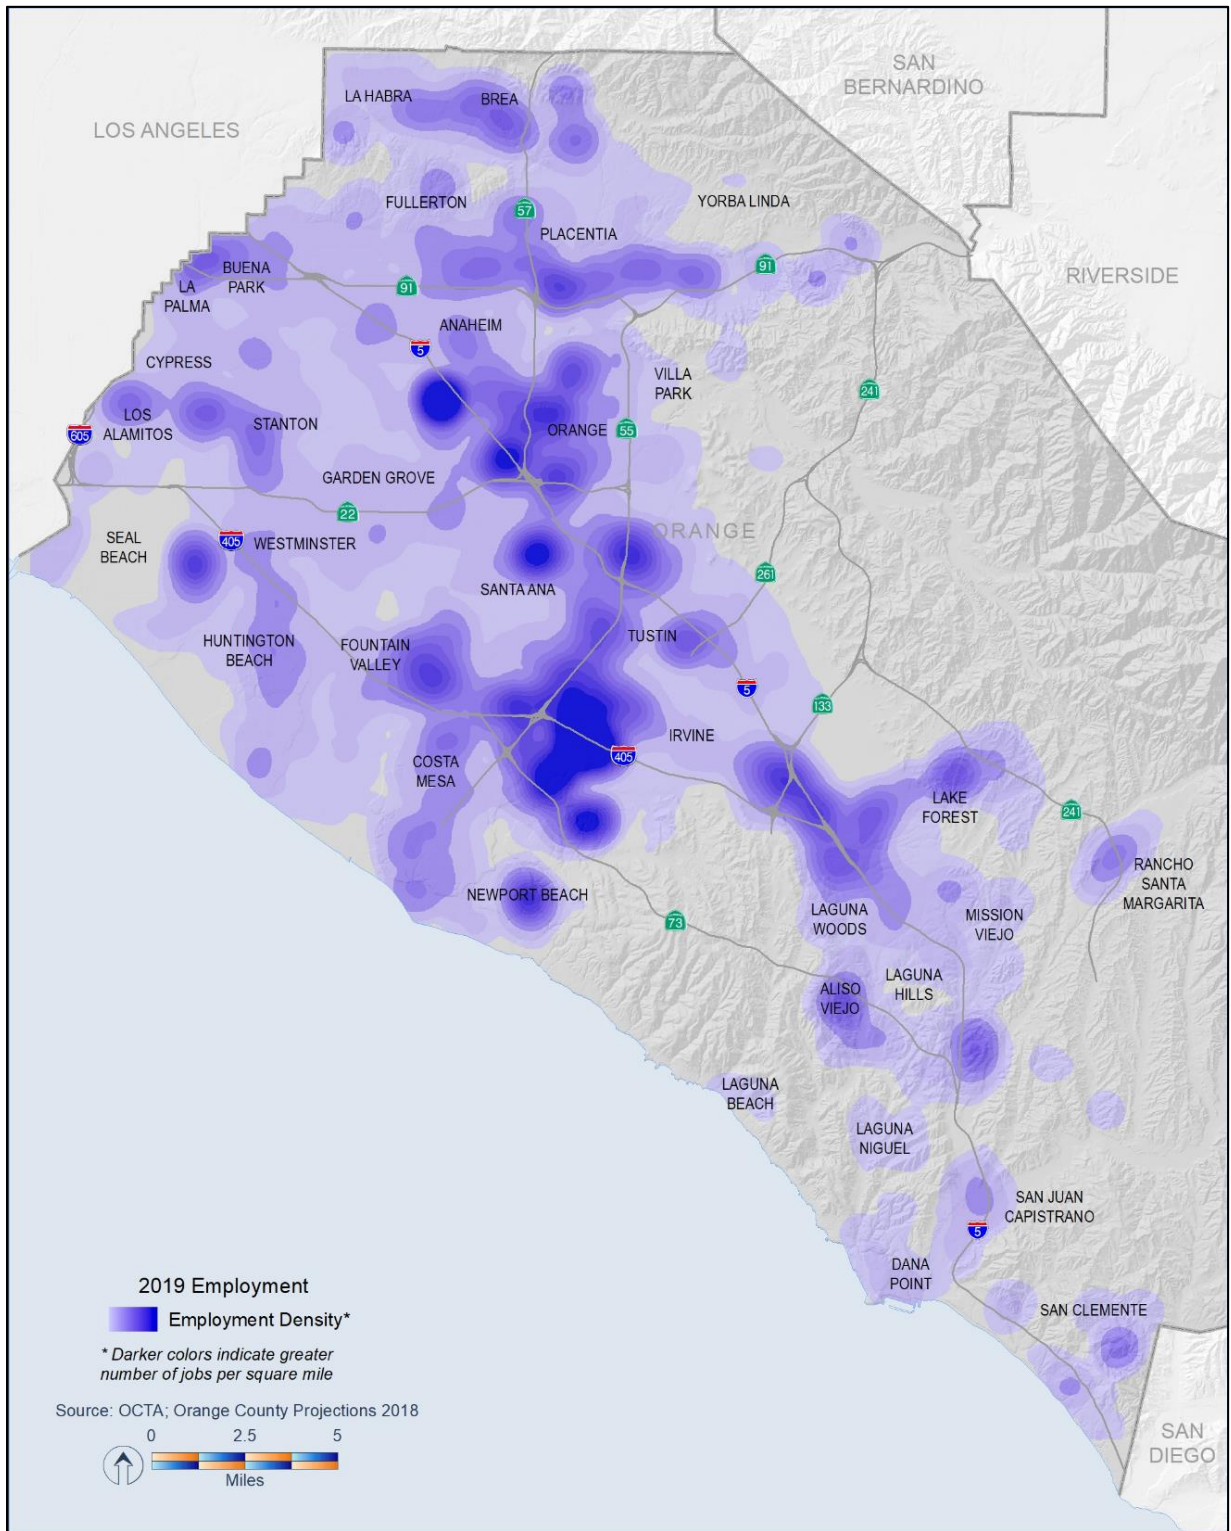 SAN
BERNARDINO
LA HABRA
BREA
LOS ANGELES
FULLERTON
57
YORBA LINDA
PLACENTIA
BUENA
PARK
91
91
RIVERSIDE
LA
PALMA
ANAHEIM
5
CYPRESS
VILLA
PARK
241
LOS
ALAMITOS
STANTON
ORANGE
55
605
GARDEN GROVE
22
SEAL
BEACH
405
WESTMINSTER
ORANGE
SANTA ANA
261
HUNTINGTON
BEACH
FOUNTAIN
VALLEY
TUSTIN
5
133
IRVINE
405
COSTA
MESA
LAKE
FOREST
241
RANCHO
SANTA
MARGARITA
NEWPORT BEACH
73
LAGUNA
WOODS
MISSION
VIEJO
LAGUNA
HILLS
ALISO
VIEJO
LAGUNA
BEACH
LAGUNA
NIGUEL
SAN JUAN
CAPISTRANO
5
DANA
POINT
SAN CLEMENTE
SAN
DIEGO
2019 Employment
Employment Density*
* Darker colors indicate greater
number of jobs per square mile
Source: OCTA; Orange County Projections 2018
0 2.5 5
Miles